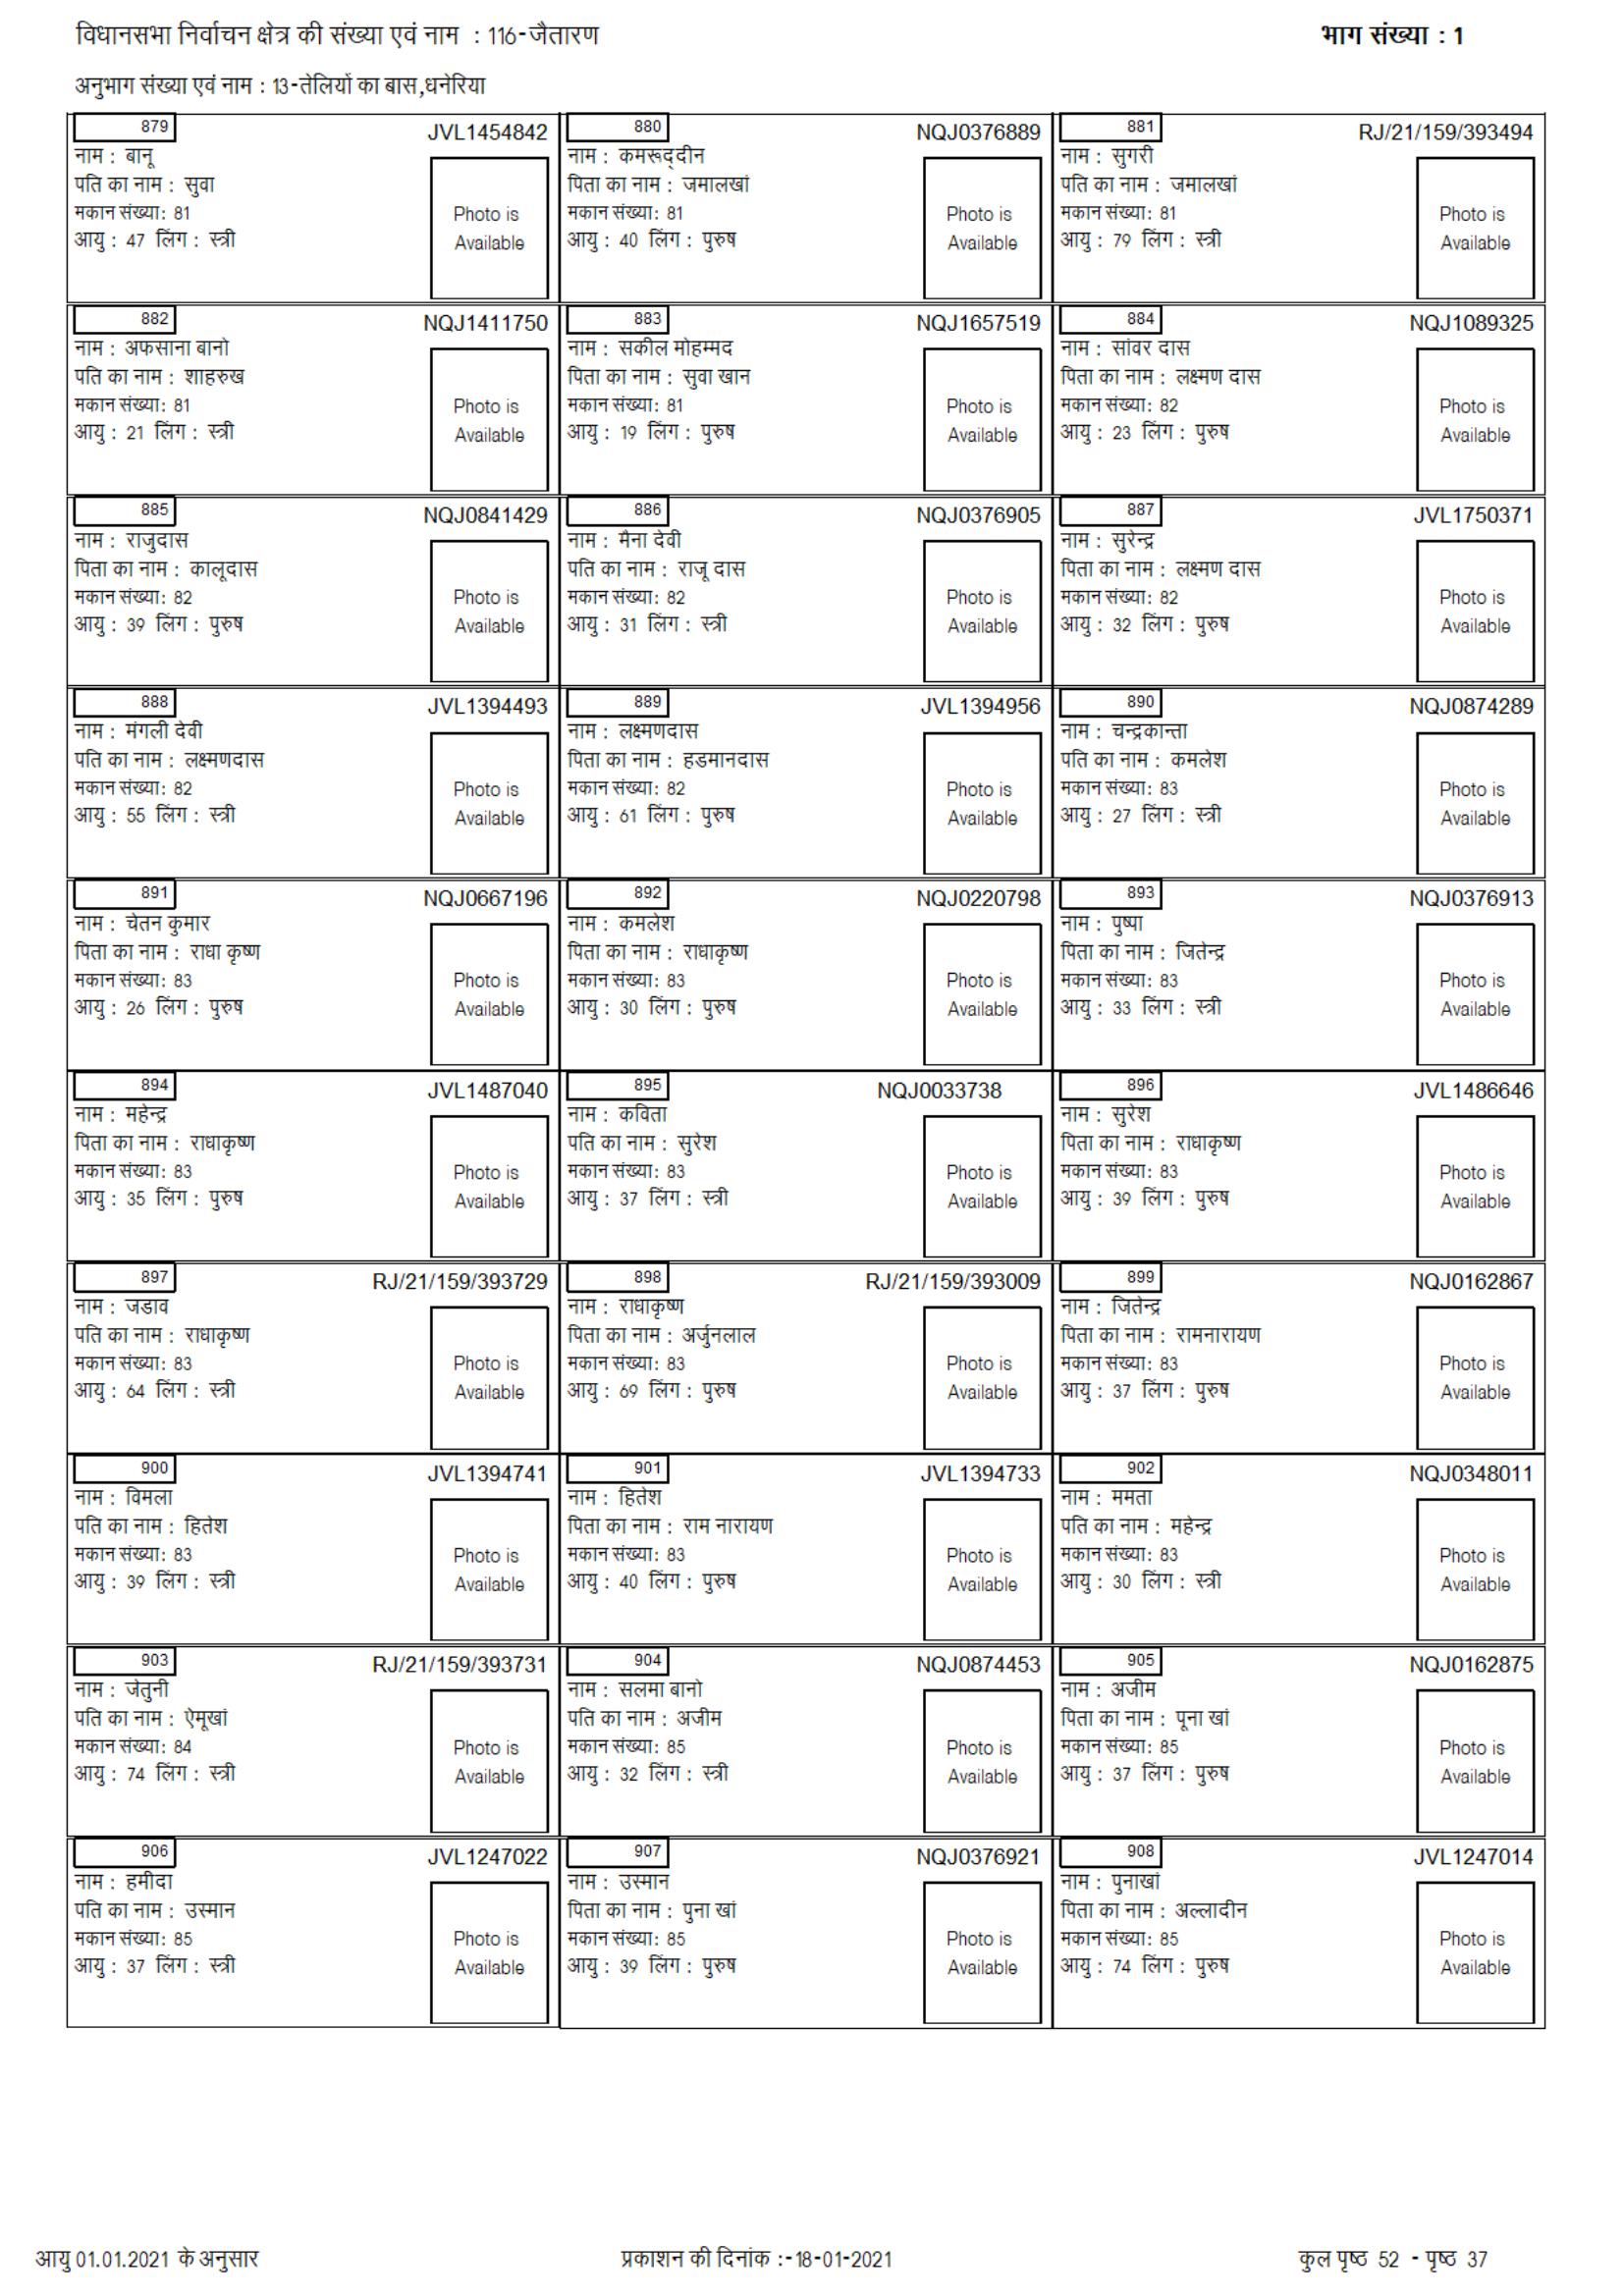 विधानसभा निर्वाचन क्षेत्र की संख्या एवं नाम : 116-जैतारण
भाग संख्या : 1
अनुभाग संख्या एवं नाम : 13-तेलियों का बास,धनेरिया
879 JVL1454842
नाम : बानू
पति का नाम : सुवा
मकान संख्या: 81
आयु : 47 लिंग : स्त्री
Photo is
Available
880 NQJ0376889
नाम : कमरूद्दीन
पिता का नाम : जमालखां
मकान संख्या: 81
आयु : 40 लिंग : पुरुष
Photo is
Available
881 RJ/21/159/393494
नाम : सुगरी
पति का नाम : जमालखां
मकान संख्या: 81
आयु : 79 लिंग : स्त्री
Photo is
Available
882 NQJ1411750
नाम : अफसाना बानो
पति का नाम : शाहरुख
मकान संख्या: 81
आयु : 21 लिंग : स्त्री
Photo is
Available
883 NQJ1657519
नाम : सकील मोहम्मद
पिता का नाम : सुवा खान
मकान संख्या: 81
आयु : 19 लिंग : पुरुष
Photo is
Available
884 NQJ1089325
नाम : सांवर दास
पिता का नाम : लक्ष्मण दास
मकान संख्या: 82
आयु : 23 लिंग : पुरुष
Photo is
Available
885 NQJ0841429
नाम : राजुदास
पिता का नाम : कालूदास
मकान संख्या: 82
आयु : 39 लिंग : पुरुष
Photo is
Available
886 NQJ0376905
नाम : मैना देवी
पति का नाम : राजू दास
मकान संख्या: 82
आयु : 31 लिंग : स्त्री
Photo is
Available
887 JVL1750371
नाम : सुरेन्द्र
पिता का नाम : लक्ष्मण दास
मकान संख्या: 82
आयु : 32 लिंग : पुरुष
Photo is
Available
888 JVL1394493
नाम : मंगली देवी
पति का नाम : लक्ष्मणदास
मकान संख्या: 82
आयु : 55 लिंग : स्त्री
Photo is
Available
889 JVL1394956
नाम : लक्ष्मणदास
पिता का नाम : हडमानदास
मकान संख्या: 82
आयु : 61 लिंग : पुरुष
Photo is
Available
890 NQJ0874289
नाम : चन्द्रकान्ता
पति का नाम : कमलेश
मकान संख्या: 83
आयु : 27 लिंग : स्त्री
Photo is
Available
891 NQJ0667196
नाम : चेतन कुमार
पिता का नाम : राधा कृष्ण
मकान संख्या: 83
आयु : 26 लिंग : पुरुष
Photo is
Available
892 NQJ0220798
नाम : कमलेश
पिता का नाम : राधाकृष्ण
मकान संख्या: 83
आयु : 30 लिंग : पुरुष
Photo is
Available
893 NQJ0376913
नाम : पुष्पा
पिता का नाम : जितेन्द्र
मकान संख्या: 83
आयु : 33 लिंग : स्त्री
Photo is
Available
894 JVL1487040
नाम : महेन्द्र
पिता का नाम : राधाकृष्ण
मकान संख्या: 83
आयु : 35 लिंग : पुरुष
Photo is
Available
895 NQJ0033738
नाम : कविता
पति का नाम : सुरेश
मकान संख्या: 83
आयु : 37 लिंग : स्त्री
Photo is
Available
896 JVL1486646
नाम : सुरेश
पिता का नाम : राधाकृष्ण
मकान संख्या: 83
आयु : 39 लिंग : पुरुष
Photo is
Available
897 RJ/21/159/393729
नाम : जडाव
पति का नाम : राधाकृष्ण
मकान संख्या: 83
आयु : 64 लिंग : स्त्री
Photo is
Available
898 RJ/21/159/393009
नाम : राधाकृष्ण
पिता का नाम : अर्जुनलाल
मकान संख्या: 83
आयु : 69 लिंग : पुरुष
Photo is
Available
899 NQJ0162867
नाम : जितेन्द्र
पिता का नाम : रामनारायण
मकान संख्या: 83
आयु : 37 लिंग : पुरुष
Photo is
Available
900 JVL1394741
नाम : विमला
पति का नाम : हितेश
मकान संख्या: 83
आयु : 39 लिंग : स्त्री
Photo is
Available
901 JVL1394733
नाम : हितेश
पिता का नाम : राम नारायण
मकान संख्या: 83
आयु : 40 लिंग : पुरुष
Photo is
Available
902 NQJ0348011
नाम : ममता
पति का नाम : महेन्द्र
मकान संख्या: 83
आयु : 30 लिंग : स्त्री
Photo is
Available
903 RJ/21/159/393731
नाम : जेतुनी
पति का नाम : ऐमूखां
मकान संख्या: 84
आयु : 74 लिंग : स्त्री
Photo is
Available
904 NQJ0874453
नाम : सलमा बानो
पति का नाम : अजीम
मकान संख्या: 85
आयु : 32 लिंग : स्त्री
Photo is
Available
905 NQJ0162875
नाम : अजीम
पिता का नाम : पूना खां
मकान संख्या: 85
आयु : 37 लिंग : पुरुष
Photo is
Available
906 JVL1247022
नाम : हमीदा
पति का नाम : उस्मान
मकान संख्या: 85
आयु : 37 लिंग : स्त्री
Photo is
Available
907 NQJ0376921
नाम : उस्मान
पिता का नाम : पुना खां
मकान संख्या: 85
आयु : 39 लिंग : पुरुष
Photo is
Available
908 JVL1247014
नाम : पुनाखां
पिता का नाम : अल्लादीन
मकान संख्या: 85
आयु : 74 लिंग : पुरुष
Photo is
Available
आयु 01.01.2021 के अनुसार
प्रकाशन की दिनांक :-18-01-2021
कुल पृष्ठ 52 - पृष्ठ 37